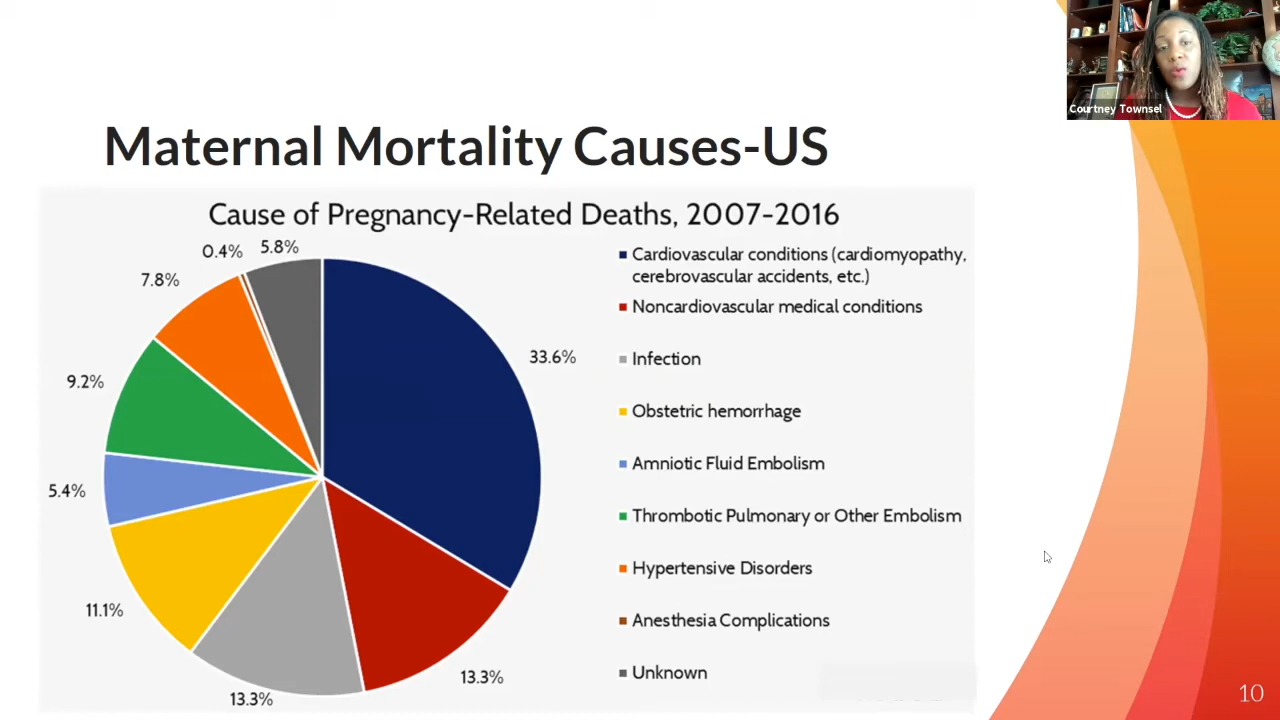 Courtney Townsel
Maternal Mortality Causes-US
Cause of Pregnancy-Related Deaths, 2007-2016
0.4%
5.8%
7.8%
33.6%
9.2%
5.4%
11.1%
13.3%
13.3%
Cardiovascular conditions (cardiomyopathy,
cerebrovascular accidents, etc.)
Noncardiovascular medical conditions
Infection
Obstetric hemorrhage
Amniotic Fluid Embolism
Thrombotic Pulmonary or Other Embolism
Hypertensive Disorders
Anesthesia Complications
Unknown
10